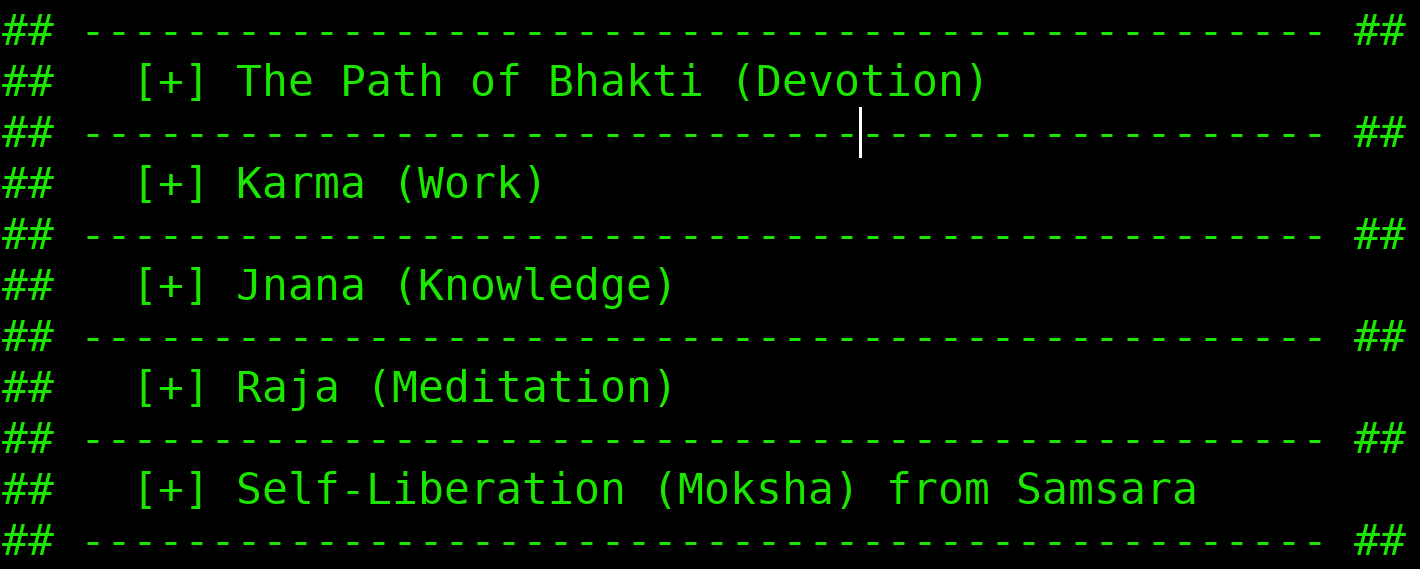 ## ------------------------------------------------ ##
##   [+] The Path of Bhakti (Devotion)
## ------------------------------------------------ ##
##   [+] Karma (Work)
## ------------------------------------------------ ##
##   [+] Jnana (Knowledge)
## ------------------------------------------------ ##
##   [+] Raja (Meditation)
## ------------------------------------------------ ##
##   [+] Self-Liberation (Moksha) from Samsara
## ------------------------------------------------ ##